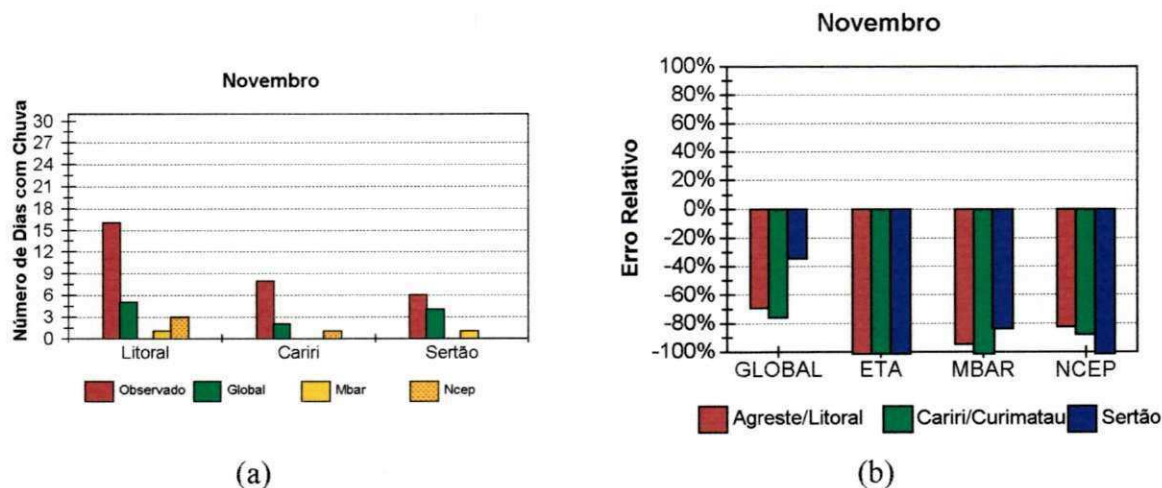 Novembro
Número de Dias com Chuva
30
27
24
21
18
15
12
9
6
3
0
Litoral Cariri Sertão
Observado Global Mbar Ncep
(a)
Novembro
Erro Relativo
100%
80%
60%
40%
20%
0%
-20%
-40%
-60%
-80%
-100%
GLOBAL ETA MBAR NCEP
Agreste/Litoral Cariri/Curimatau Sertão
(b)